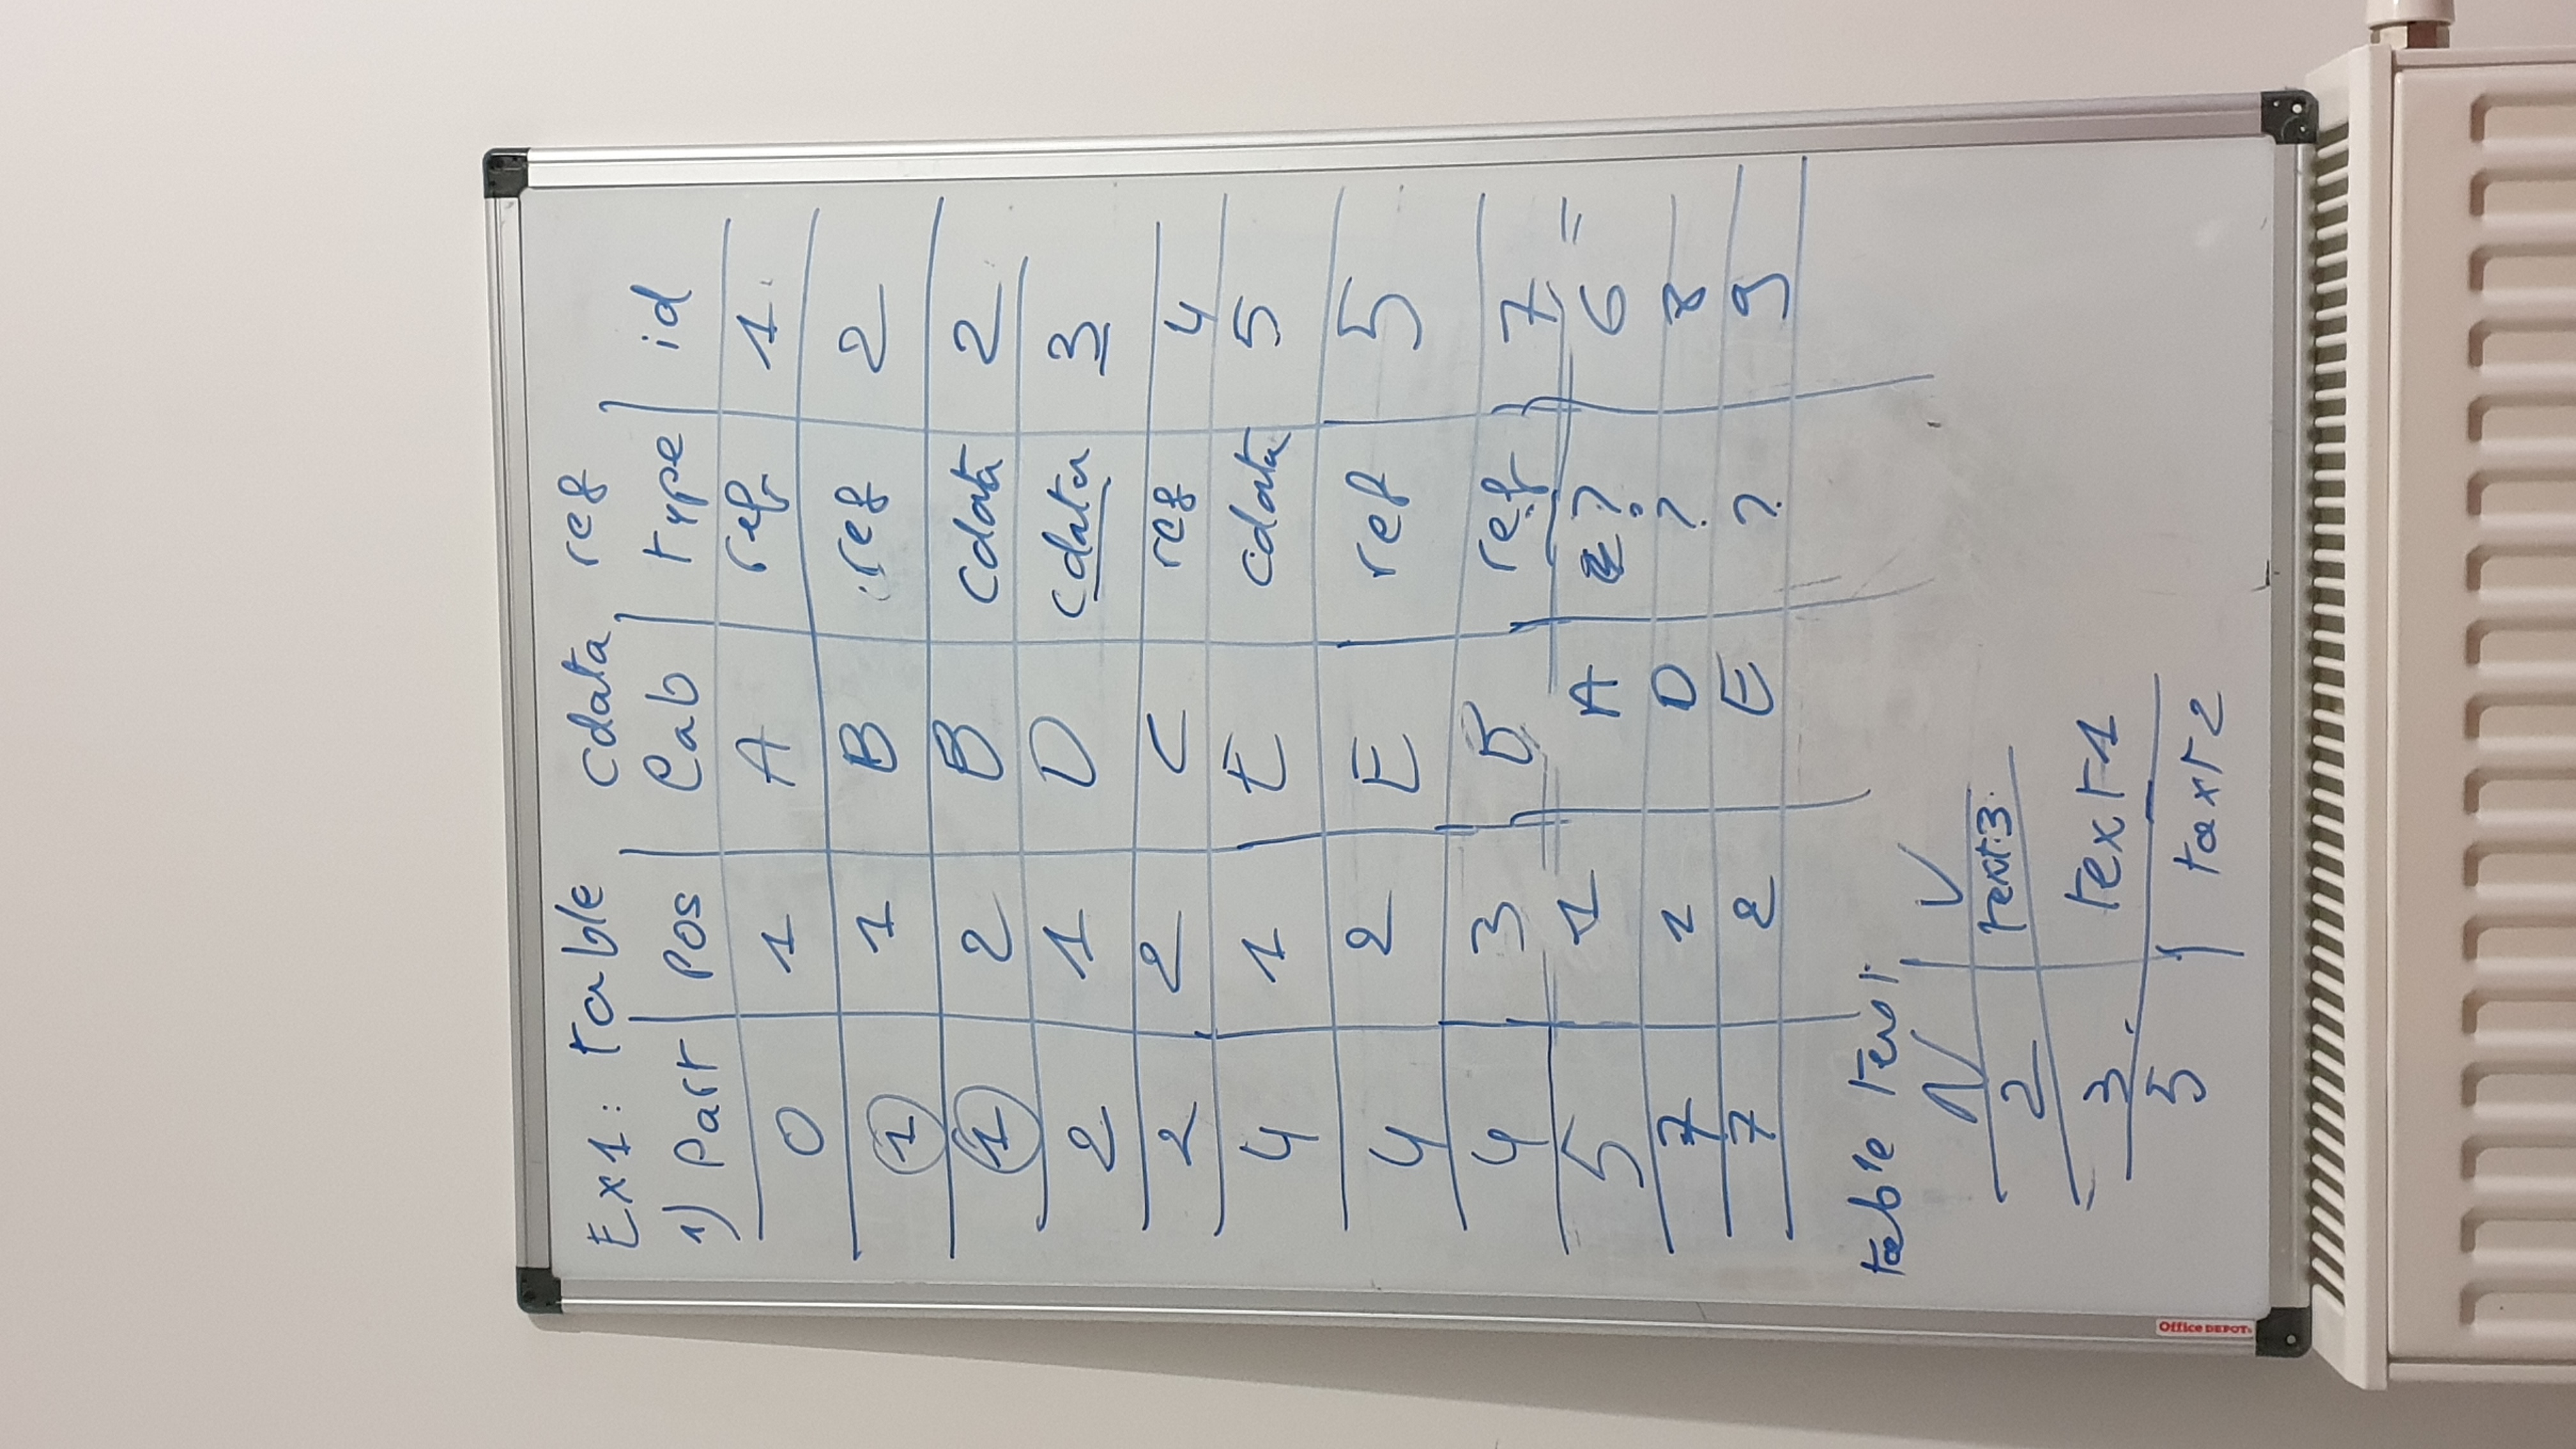 Ex1: table cdata ref
1) Part Pos Lab type id
0 1 A ref 1
1 1 B ref 2
1 2 B cdata 2
2 1 D cdata 3
2 2 C ref 4
4 1 E cdata 5
4 2 E ref 5
4 3 B ref 7
5 1 A ? 6
7 1 D ? 8
7 2 E ? 9
table
N V
2 text3
3 text1
5 text2
Office DEPOT